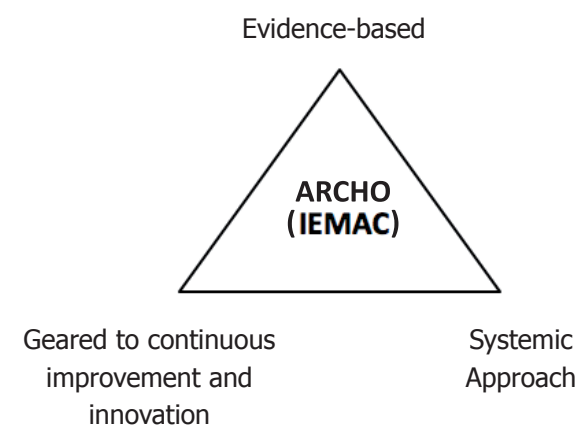 Evidence-based
ARCHO
(IEMAC)
Geared to continuous
improvement and
innovation
Systemic
Approach